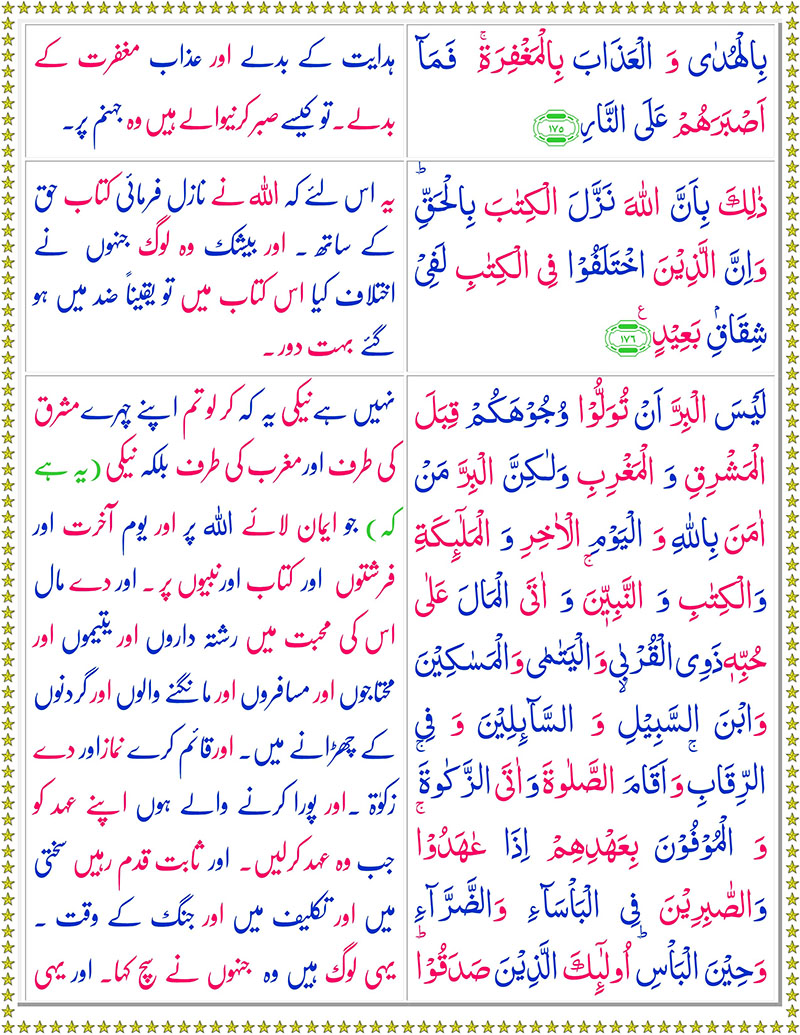 بِالْهُدٰى وَ الْعَذَابَ بِالْمَغْفِرَةِ ۚ فَمَاۤ
اَصْبَرَهُمْ عَلَى النَّارِ ﴿۱۷۵﴾
ہدایت کے بدلے اور عذاب مغفرت کے
بدلے۔ تو کیسے صبر کرنیوالے ہیں وہ جہنم پر۔
ذٰلِكَ بِاَنَّ اللّٰهَ نَزَّلَ الْكِتٰبَ بِالْحَقِّ ؕ
وَاِنَّ الَّذِيْنَ اخْتَلَفُوْا فِى الْكِتٰبِ لَفِىْ
شِقَاقٍۭ بَعِيْدٍ ﴿۱۷۶﴾ ع
یہ اس لئے کہ اللہ نے نازل فرمائی کتاب حق
کے ساتھ۔ اور بیشک وہ لوگ جنہوں نے
اختلاف کیا اس کتاب میں تو یقیناً ضد میں ہو
گئے بہت دور۔
لَيْسَ الْبِرَّ اَنْ تُوَلُّوْا وُجُوْهَكُمْ قِبَلَ
الْمَشْرِقِ وَ الْمَغْرِبِ وَلٰكِنَّ الْبِرَّ مَنْ
اٰمَنَ بِاللّٰهِ وَ الْيَوْمِ الْاٰخِرِ وَ الْمَلٰٓئِكَةِ
وَالْكِتٰبِ وَ النَّبِيّٖنَ ۚ وَ اٰتَى الْمَالَ عَلٰى
حُبِّهٖ ذَوِى الْقُرْبٰى وَ الْيَتٰمٰى وَ الْمَسٰكِيْنَ
وَابْنَ السَّبِيْلِ ۙ وَ السَّآئِلِيْنَ وَ فِى
الرِّقَابِ ۚ وَ اَقَامَ الصَّلٰوةَ وَ اٰتَى الزَّكٰوةَ ۚ
وَ الْمُوْفُوْنَ بِعَهْدِهِمْ اِذَا عٰهَدُوْا ۚ
وَالصّٰبِرِيْنَ فِى الْبَاْسَآءِ وَالضَّرَّآءِ
وَحِيْنَ الْبَاْسِ ؕ اُولٰٓئِكَ الَّذِيْنَ صَدَقُوْا ؕ
نہیں ہے نیکی یہ کہ کر لو تم اپنے چہرے مشرق
کی طرف اور مغرب کی طرف بلکہ نیکی (یہ ہے
کہ) جو ایمان لائے اللہ پر اور یوم آخرت اور
فرشتوں اور کتاب اور نبیوں پر۔ اور دے مال
اس کی محبت میں رشتہ داروں اور یتیموں اور
محتاجوں اور مسافروں اور مانگنے والوں اور گردنوں
کے چھڑانے میں۔ اور قائم کرے نماز اور دے
زکوٰۃ۔ اور پورا کرنے والے ہوں اپنے عہد کو
جب وہ عہد کرلیں۔ اور ثابت قدم رہیں سختی
میں اور تکلیف میں اور جنگ کے وقت۔
یہی لوگ ہیں وہ جنہوں نے سچ کہا۔ اور یہی